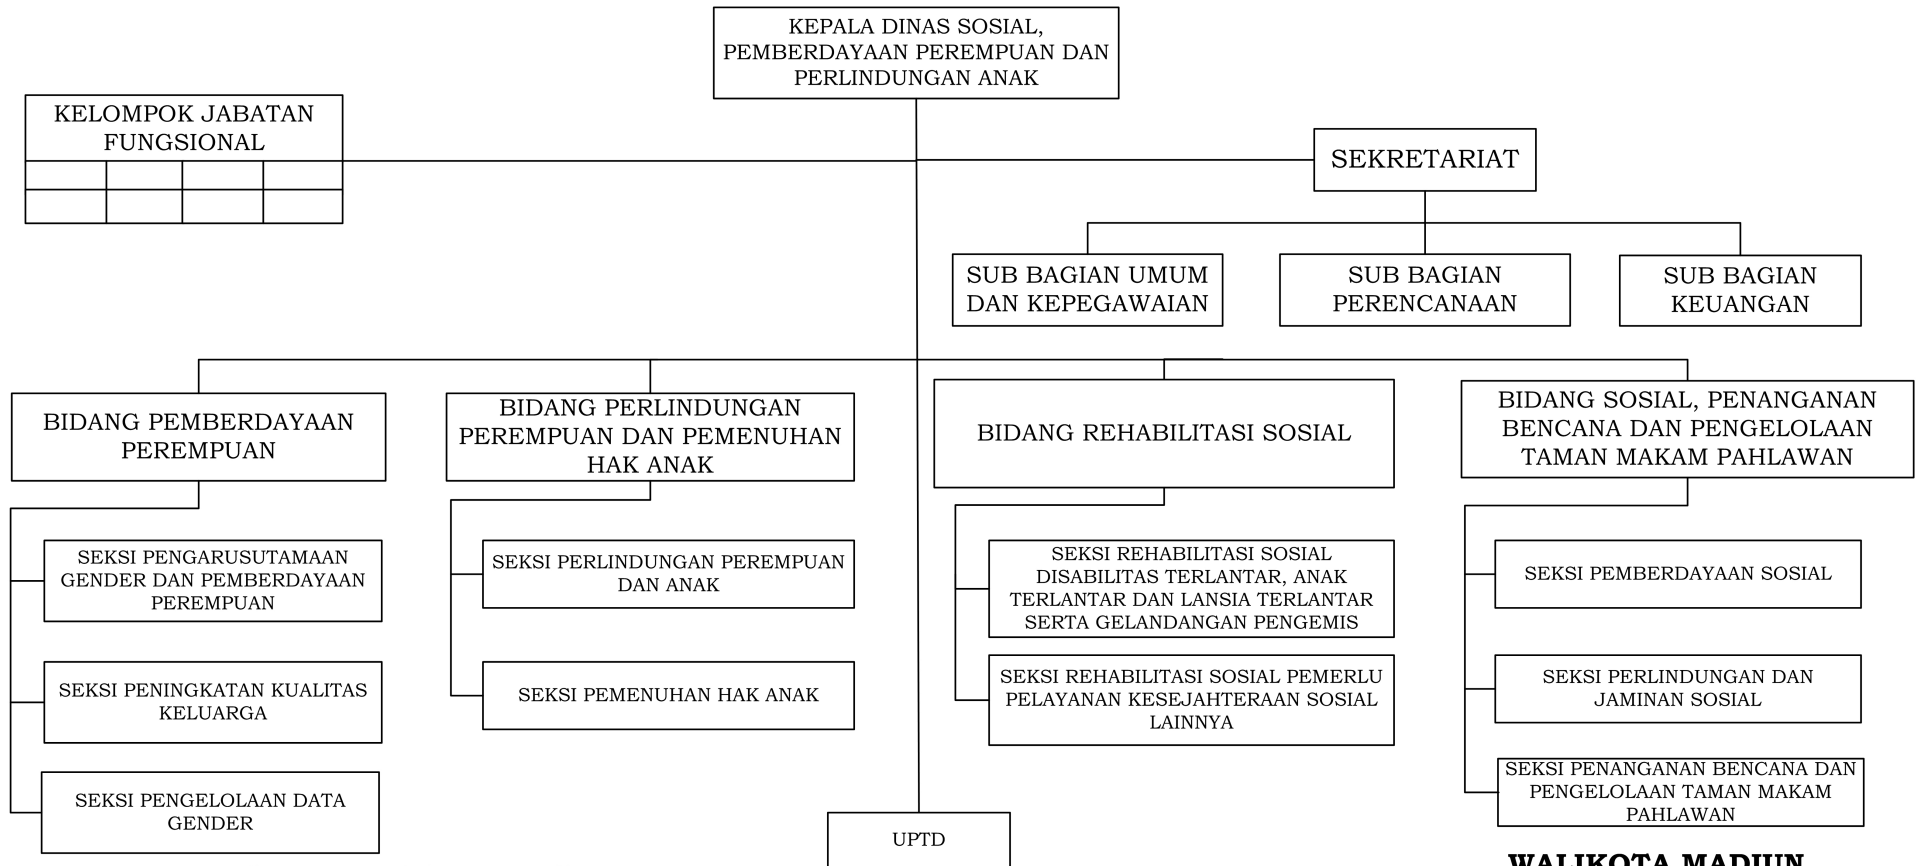 KEPALA DINAS SOSIAL,
PEMBERDAYAAN PEREMPUAN DAN
PERLINDUNGAN ANAK
KELOMPOK JABATAN
FUNGSIONAL
SEKRETARIAT
SUB BAGIAN UMUM
DAN KEPEGAWAIAN
SUB BAGIAN
PERENCANAAN
SUB BAGIAN
KEUANGAN
BIDANG PEMBERDAYAAN
PEREMPUAN
BIDANG PERLINDUNGAN
PEREMPUAN DAN PEMENUHAN
HAK ANAK
BIDANG REHABILITASI SOSIAL
BIDANG SOSIAL, PENANGANAN
BENCANA DAN PENGELOLAAN
TAMAN MAKAM PAHLAWAN
SEKSI PENGARUSUTAMAAN
GENDER DAN PEMBERDAYAAN
PEREMPUAN
SEKSI PENINGKATAN KUALITAS
KELUARGA
SEKSI PENGELOLAAN DATA
GENDER
SEKSI PERLINDUNGAN PEREMPUAN
DAN ANAK
SEKSI PEMENUHAN HAK ANAK
SEKSI REHABILITASI SOSIAL
DISABILITAS TERLANTAR, ANAK
TERLANTAR DAN LANSIA TERLANTAR
SERTA GELANDANGAN PENGEMIS
SEKSI REHABILITASI SOSIAL PEMERLU
PELAYANAN KESEJAHTERAAN SOSIAL
LAINNYA
SEKSI PEMBERDAYAAN SOSIAL
SEKSI PERLINDUNGAN DAN
JAMINAN SOSIAL
SEKSI PENANGANAN BENCANA DAN
PENGELOLAAN TAMAN MAKAM
PAHLAWAN
UPTD
WALIKOTA MADIUN